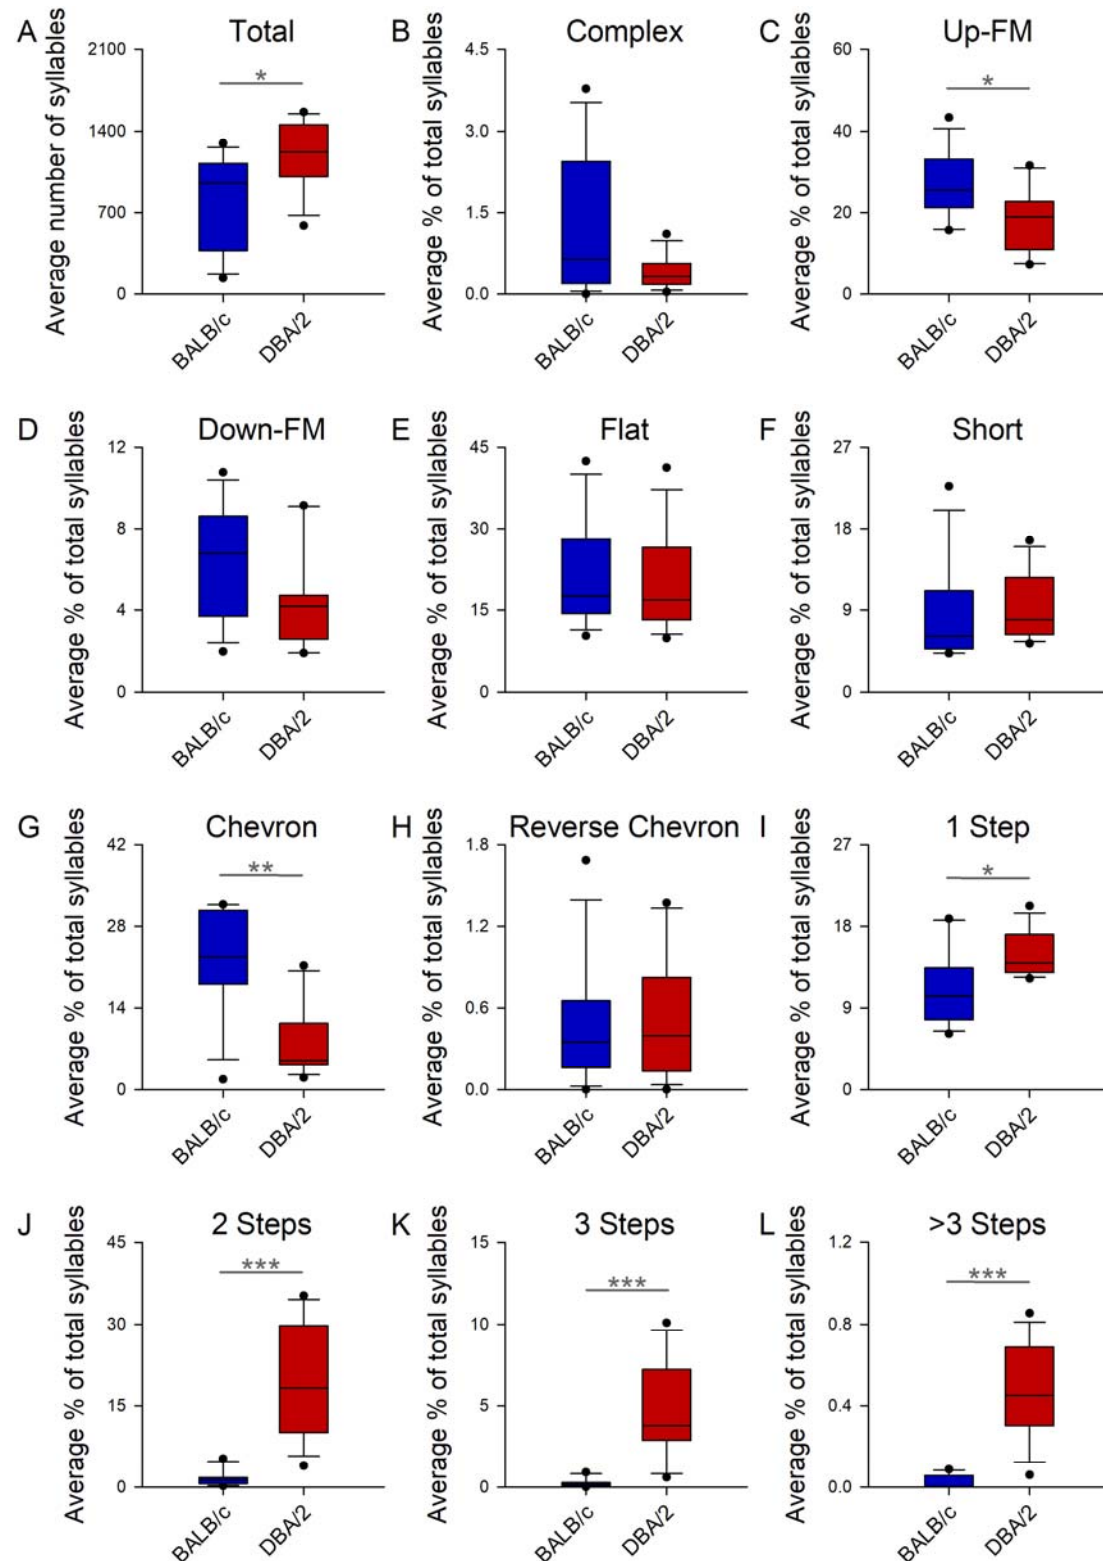 A Total
Average number of syllables
2100
1400
700
0
*
BALB/c
DBA/2
B Complex
Average % of total syllables
4.5
3.0
1.5
0.0
BALB/c
DBA/2
C Up-FM
Average % of total syllables
60
40
20
0
*
BALB/c
DBA/2
D Down-FM
Average % of total syllables
12
8
4
0
BALB/c
DBA/2
E Flat
Average % of total syllables
45
30
15
0
BALB/c
DBA/2
F Short
Average % of total syllables
27
18
9
0
BALB/c
DBA/2
G Chevron
Average % of total syllables
42
28
14
0
**
BALB/c
DBA/2
H Reverse Chevron
Average % of total syllables
1.8
1.2
0.6
0.0
BALB/c
DBA/2
I 1 Step
Average % of total syllables
27
18
9
0
*
BALB/c
DBA/2
J 2 Steps
Average % of total syllables
45
30
15
0
***
BALB/c
DBA/2
K 3 Steps
Average % of total syllables
15
10
5
0
***
BALB/c
DBA/2
L >3 Steps
Average % of total syllables
1.2
0.8
0.4
0.0
***
BALB/c
DBA/2